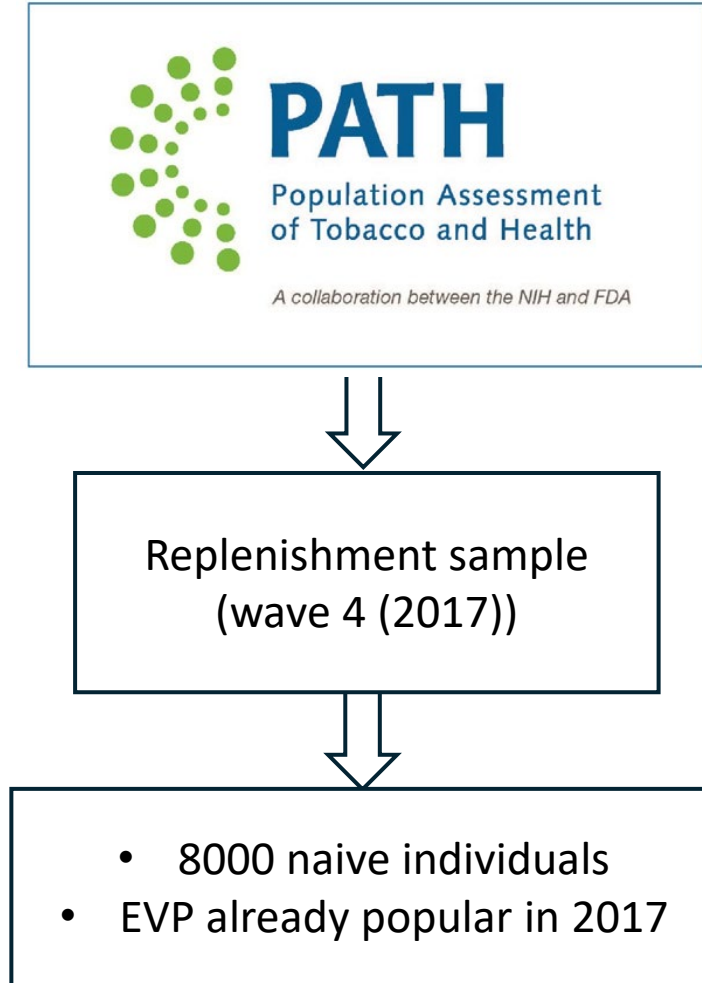 PATH
Population Assessment
of Tobacco and Health
A collaboration between the NIH and FDA
Replenishment sample
(wave 4 (2017))
• 8000 naive individuals
• EVP already popular in 2017